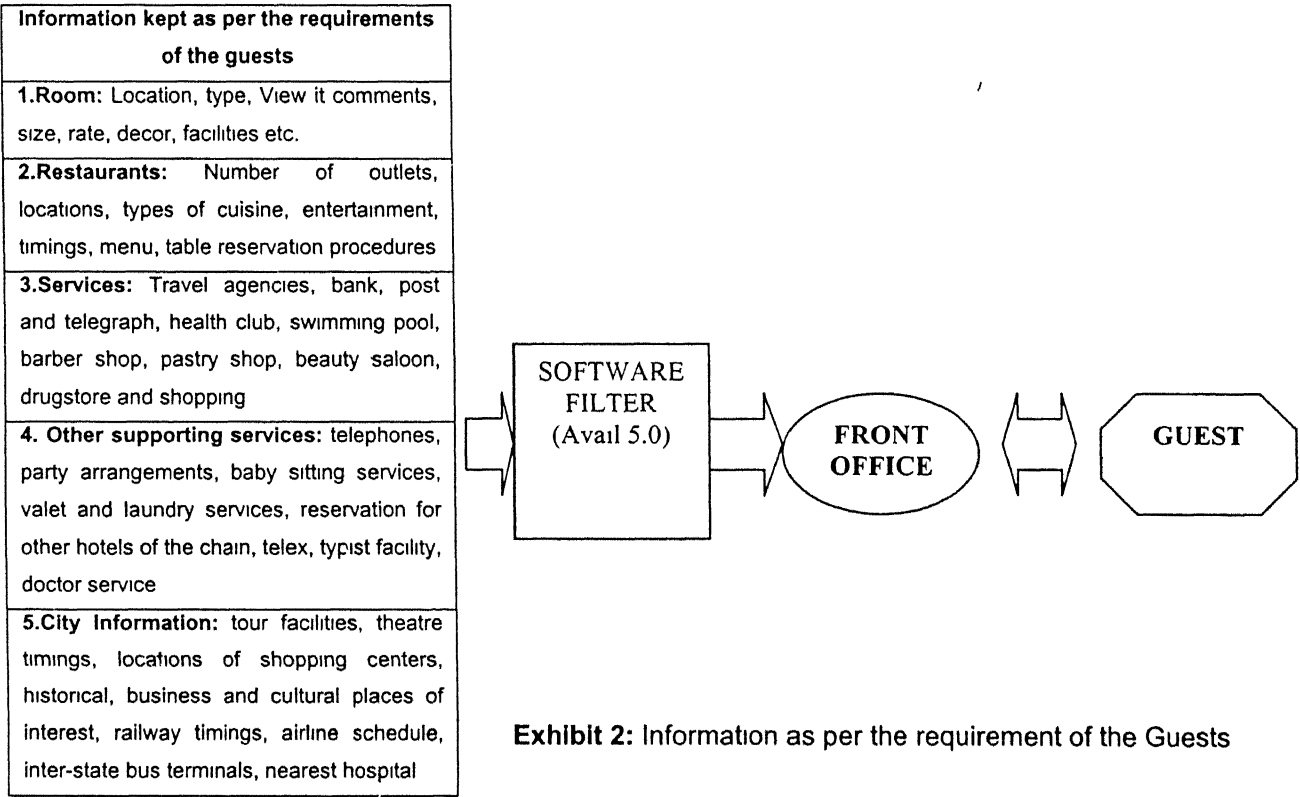 Information kept as per the requirements
of the guests
1.Room: Location, type, View it comments,
size, rate, decor, facilities etc.
2.Restaurants: Number of outlets,
locations, types of cuisine, entertainment,
timings, menu, table reservation procedures
3.Services: Travel agencies, bank, post
and telegraph, health club, swimming pool,
barber shop, pastry shop, beauty saloon,
drugstore and shopping
4. Other supporting services: telephones,
party arrangements, baby sitting services,
valet and laundry services, reservation for
other hotels of the chain, telex, typist facility,
doctor service
5.City Information: tour facilities, theatre
timings, locations of shopping centers,
historical, business and cultural places of
interest, railway timings, airline schedule,
inter-state bus terminals, nearest hospital
SOFTWARE
FILTER
(Avail 5.0)
FRONT
OFFICE
GUEST
Exhibit 2: Information as per the requirement of the Guests